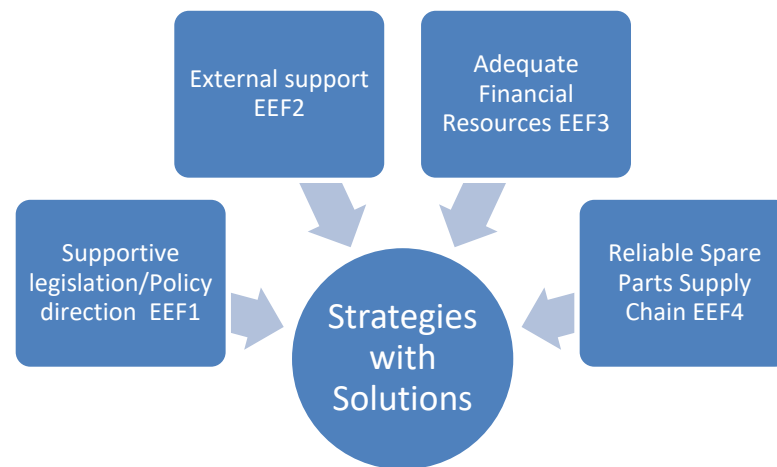 External support
EEF2
Adequate
Financial
Resources EEF3
Supportive
legislation/Policy
direction  EEF1
Reliable Spare
Parts Supply
Chain EEF4
Strategies
with
Solutions